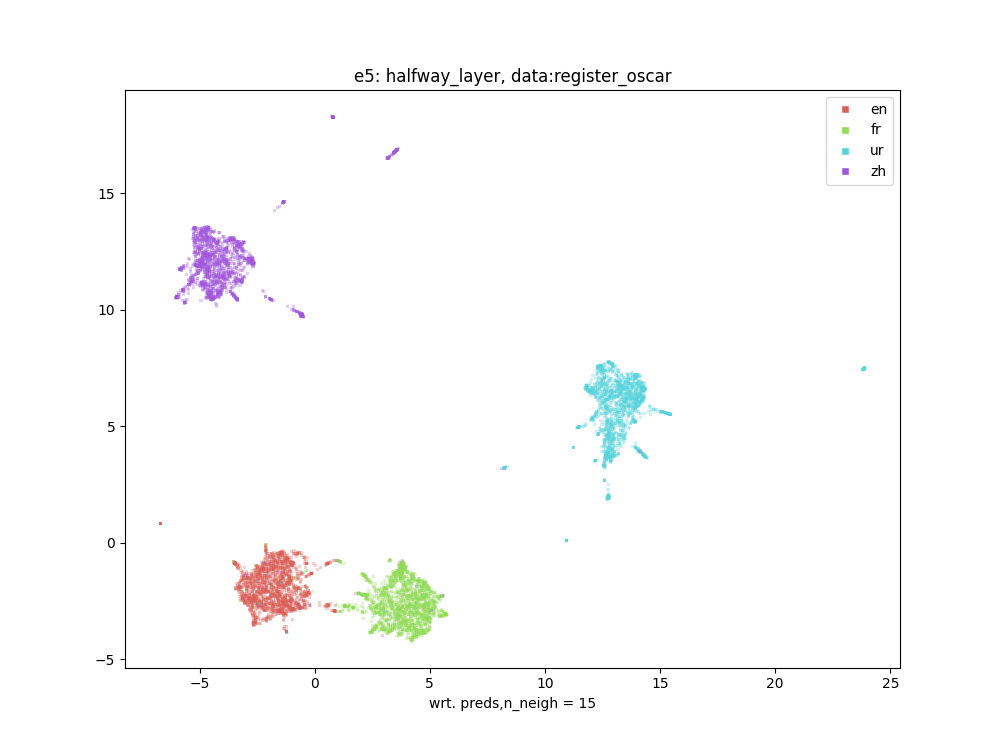 e5: halfway_layer, data:register_oscar
en
fr
ur
zh
15
10
5
0
−5
−5 0 5 10 15 20 25
wrt. preds,n_neigh = 15